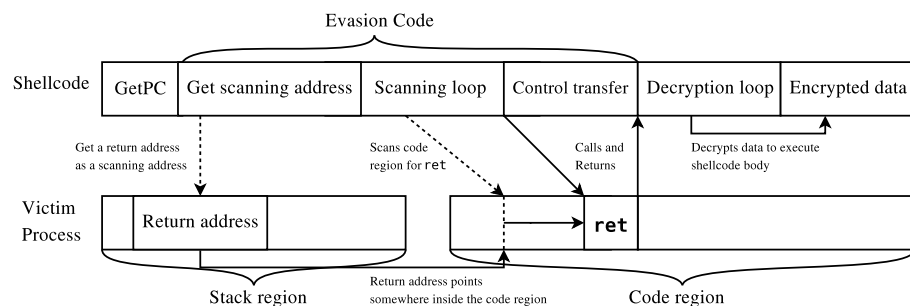 Evasion Code
Shellcode
GetPC
Get scanning address
Scanning loop
Control transfer
Decryption loop
Encrypted data
Get a return address
as a scanning address
Scans code
region for ret
Calls and
Returns
Decrypts data to execute
shellcode body
Victim
Process
Return address
ret
Return address points
somewhere inside the code region
Stack region
Code region